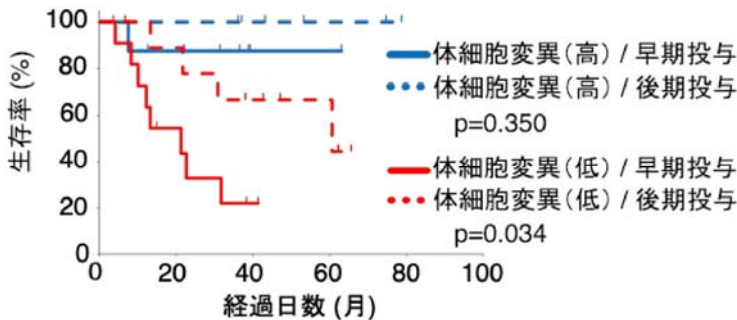 生存率 (%)
100
80
60
40
20
0
0 20 40 60 80 100
経過日数 (月)
体細胞変異(高) / 早期投与
体細胞変異(高) / 後期投与
p=0.350
体細胞変異(低) / 早期投与
体細胞変異(低) / 後期投与
p=0.034